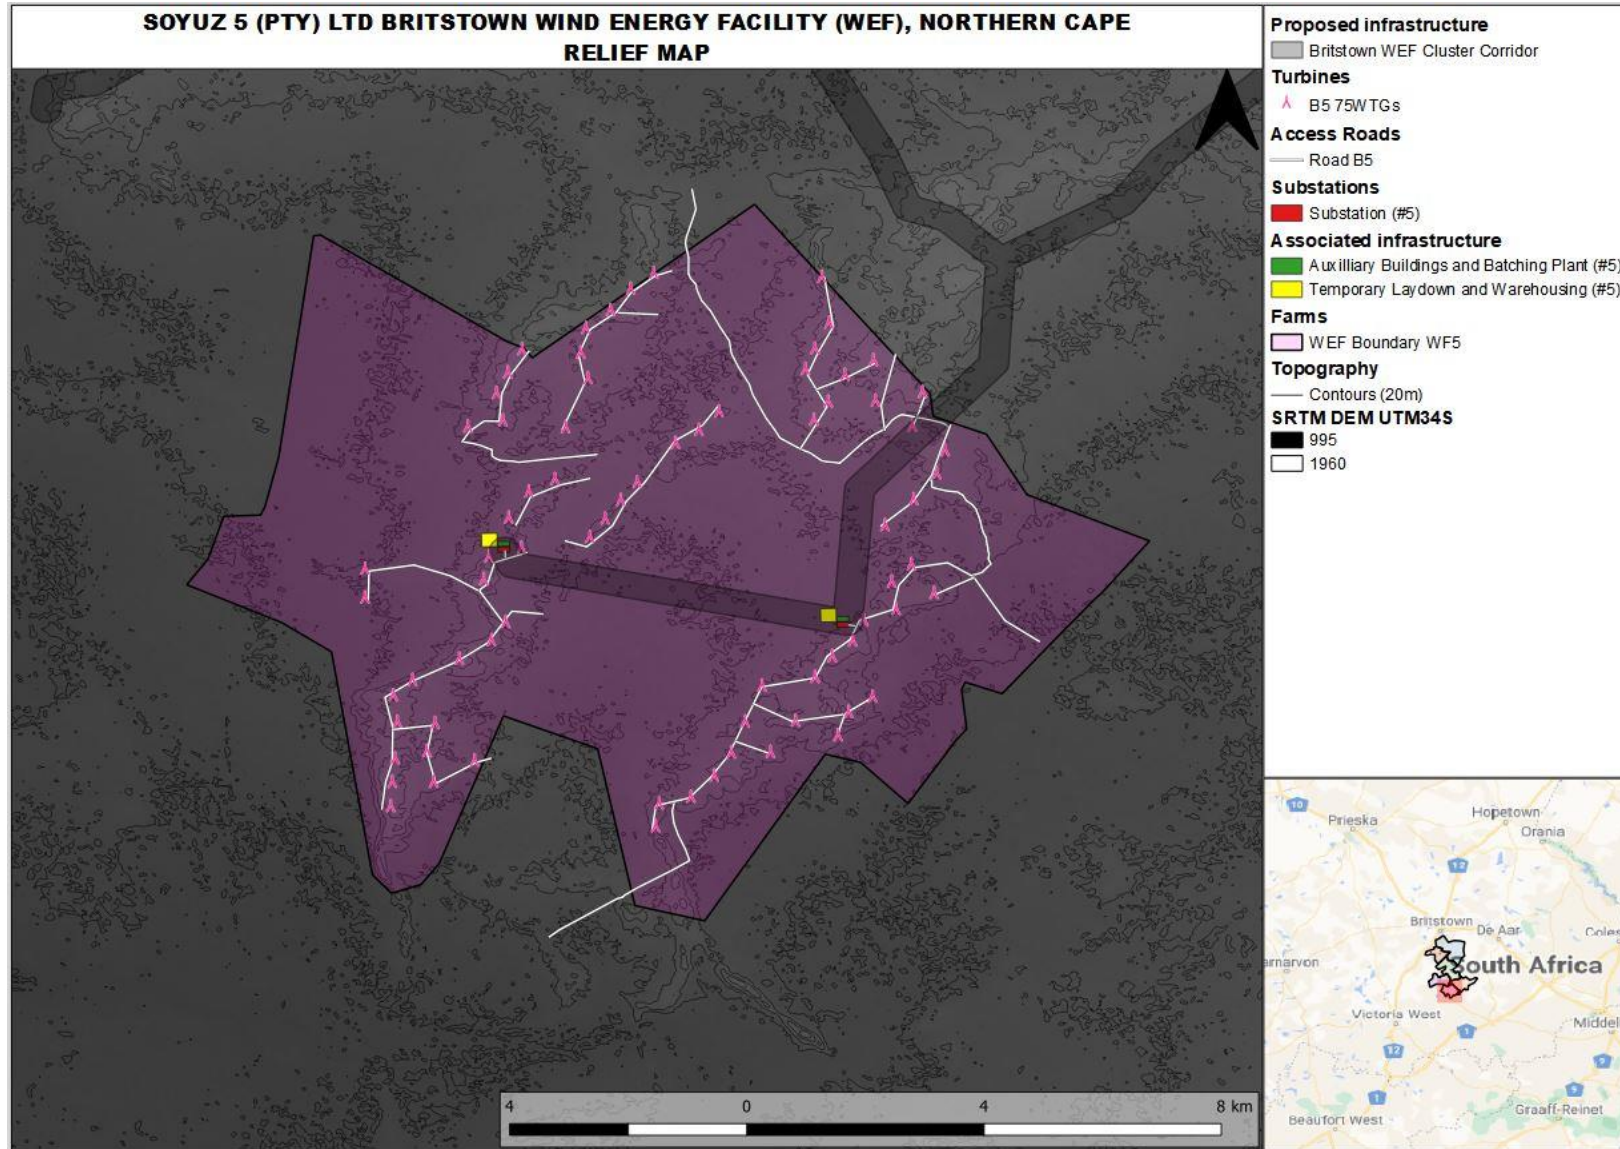 SOYUZ 5 (PTY) LTD BRITSTOWN WIND ENERGY FACILITY (WEF), NORTHERN CAPE
RELIEF MAP
Proposed infrastructure
Britstown WEF Cluster Corridor
Turbines
B5 75WTGs
Access Roads
Road B5
Substations
Substation (#5)
Associated infrastructure
Auxilliary Buildings and Batching Plant (#5)
Temporary Laydown and Warehousing (#5)
Farms
WEF Boundary WF5
Topography
Contours (20m)
SRTM DEM UTM34S
995
1960
4 0 4 8 km
10
Prieska
Hopetown
Orania
12
Britstown
De Aar
Coles
arnarvon
South Africa
Victoria West
Middel
1
12
9
1
Beaufort West
Graaff-Reinet